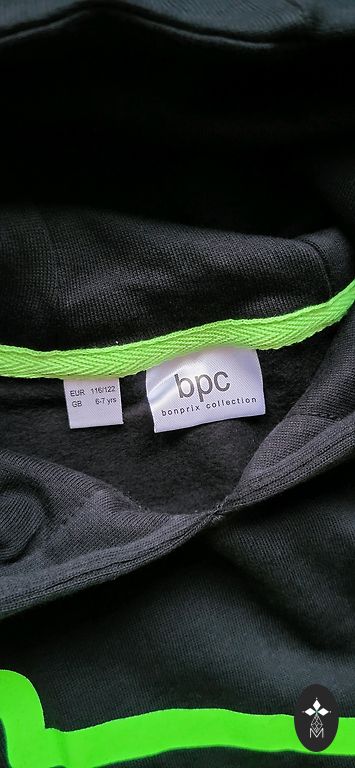 EUR 116/122
GB 6-7 yrs
bpc
bonprix collection
M